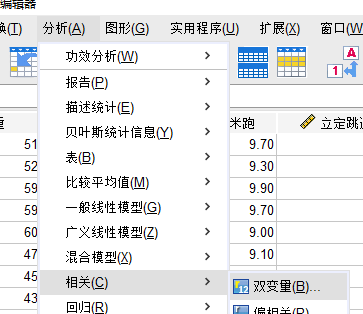 编辑器
换(T) 分析(A) 图形(G) 实用程序(U) 扩展(X) 窗口(W
功效分析(W)
报告(P)
重 米跑 立定跳远
描述统计(E)
51 9.70
贝叶斯统计信息(Y)
52 9.30
表(B)
59 9.90
比较平均值(M)
59 9.70
一般线性模型(G)
60 9.00
广义线性模型(Z)
47 9.10
混合模型(X)
45 相关(C) 双变量(B)...
43 回归(R) 偏相关(R)